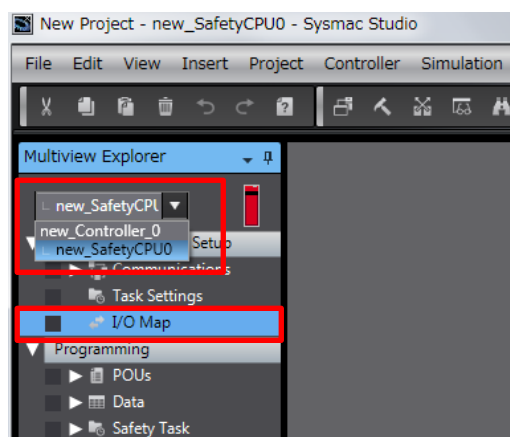 New Project - new_SafetyCPU0 - Sysmac Studio
File Edit View Insert Project Controller Simulation
Multiview Explorer
new_SafetyCPU
new_Controller_0
new_SafetyCPU0 Setup
Communications
Task Settings
I/O Map
Programming
POUs
Data
Safety Task